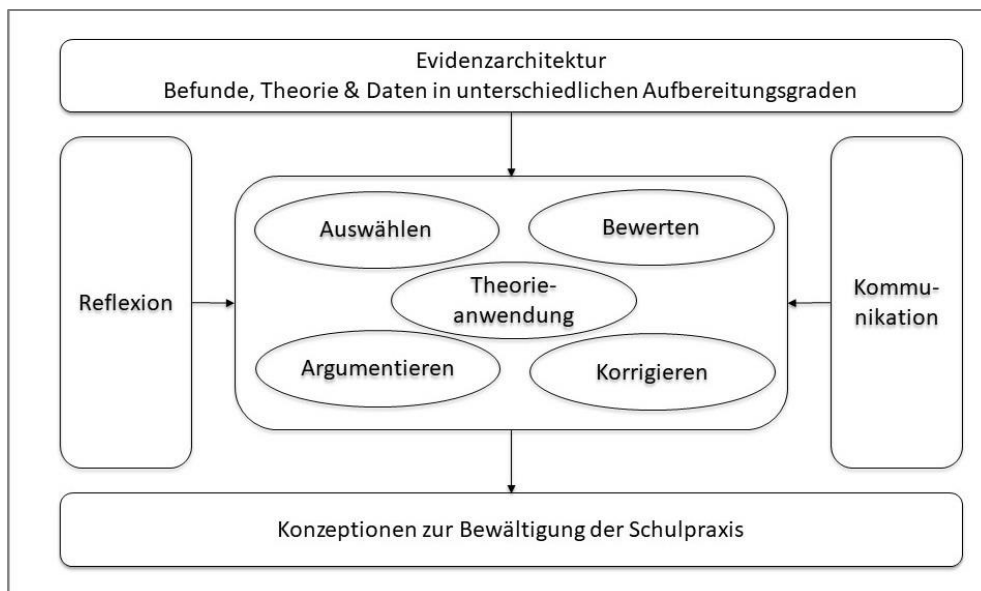 Evidenzarchitektur
Befunde, Theorie & Daten in unterschiedlichen Aufbereitungsgraden
Reflexion
Auswählen
Bewerten
Theorie-
anwendung
Argumentieren
Korrigieren
Kommu-
nikation
Konzeptionen zur Bewältigung der Schulpraxis